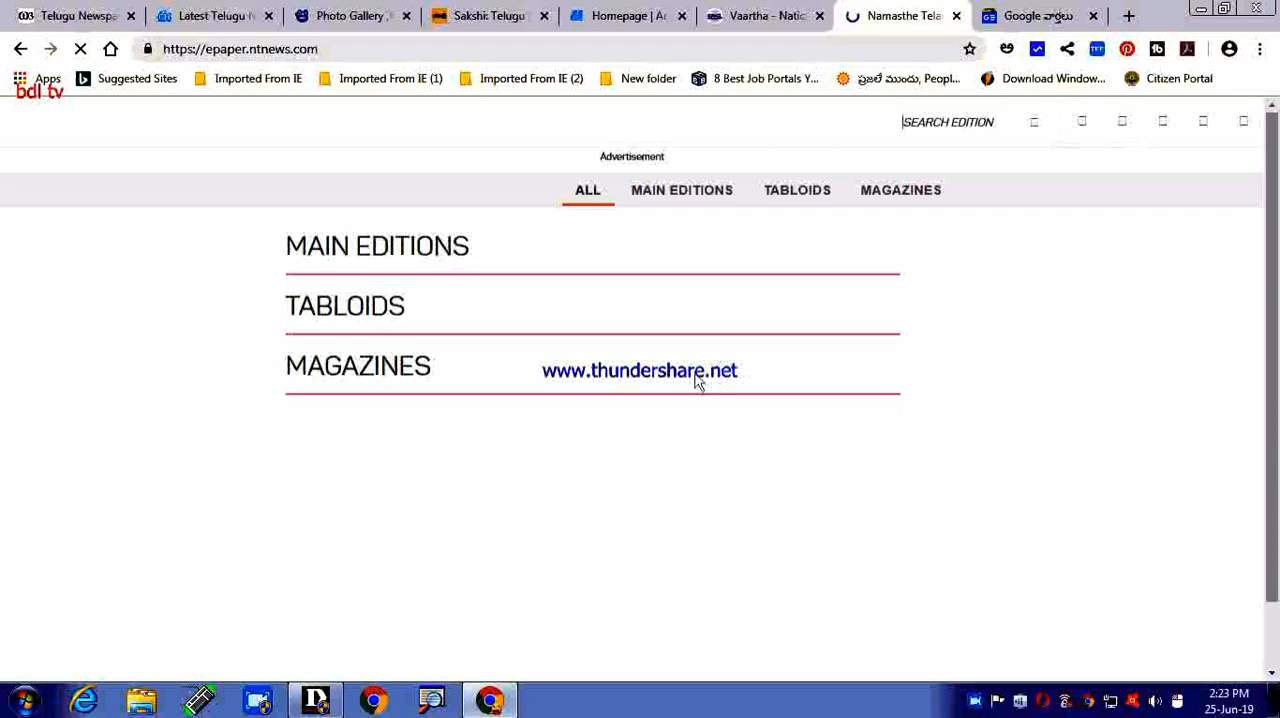 Telugu Newspa
Latest Telugu N
Photo Gallery
Sakshi: Telugu
Homepage | A
Vaartha - Natio
Namasthe Tela
Google వార్తలు
https://epaper.ntnews.com
Apps
Suggested Sites
Imported From IE
Imported From IE (1)
Imported From IE (2)
New folder
8 Best Job Portals Y...
ప్రజలే ముందు, Peopl...
Download Window...
Citizen Portal
bdl tv
SEARCH EDITION
Advertisement
ALL
MAIN EDITIONS
TABLOIDS
MAGAZINES
MAIN EDITIONS
TABLOIDS
MAGAZINES
www.thundershare.net
2:23 PM
25-Jun-19